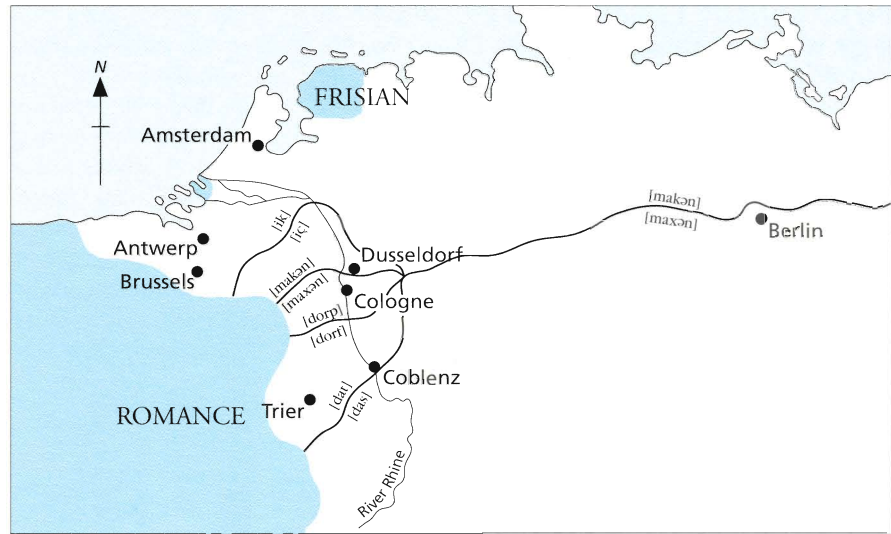 N
FRISIAN
Amsterdam
[makən]
[maxən]
Berlin
[ik]
[iç]
Antwerp
Brussels
Dusseldorf
[makən]
[maxən]
Cologne
[dorp]
[dorf]
Coblenz
[dat]
[das]
ROMANCE
Trier
River Rhine